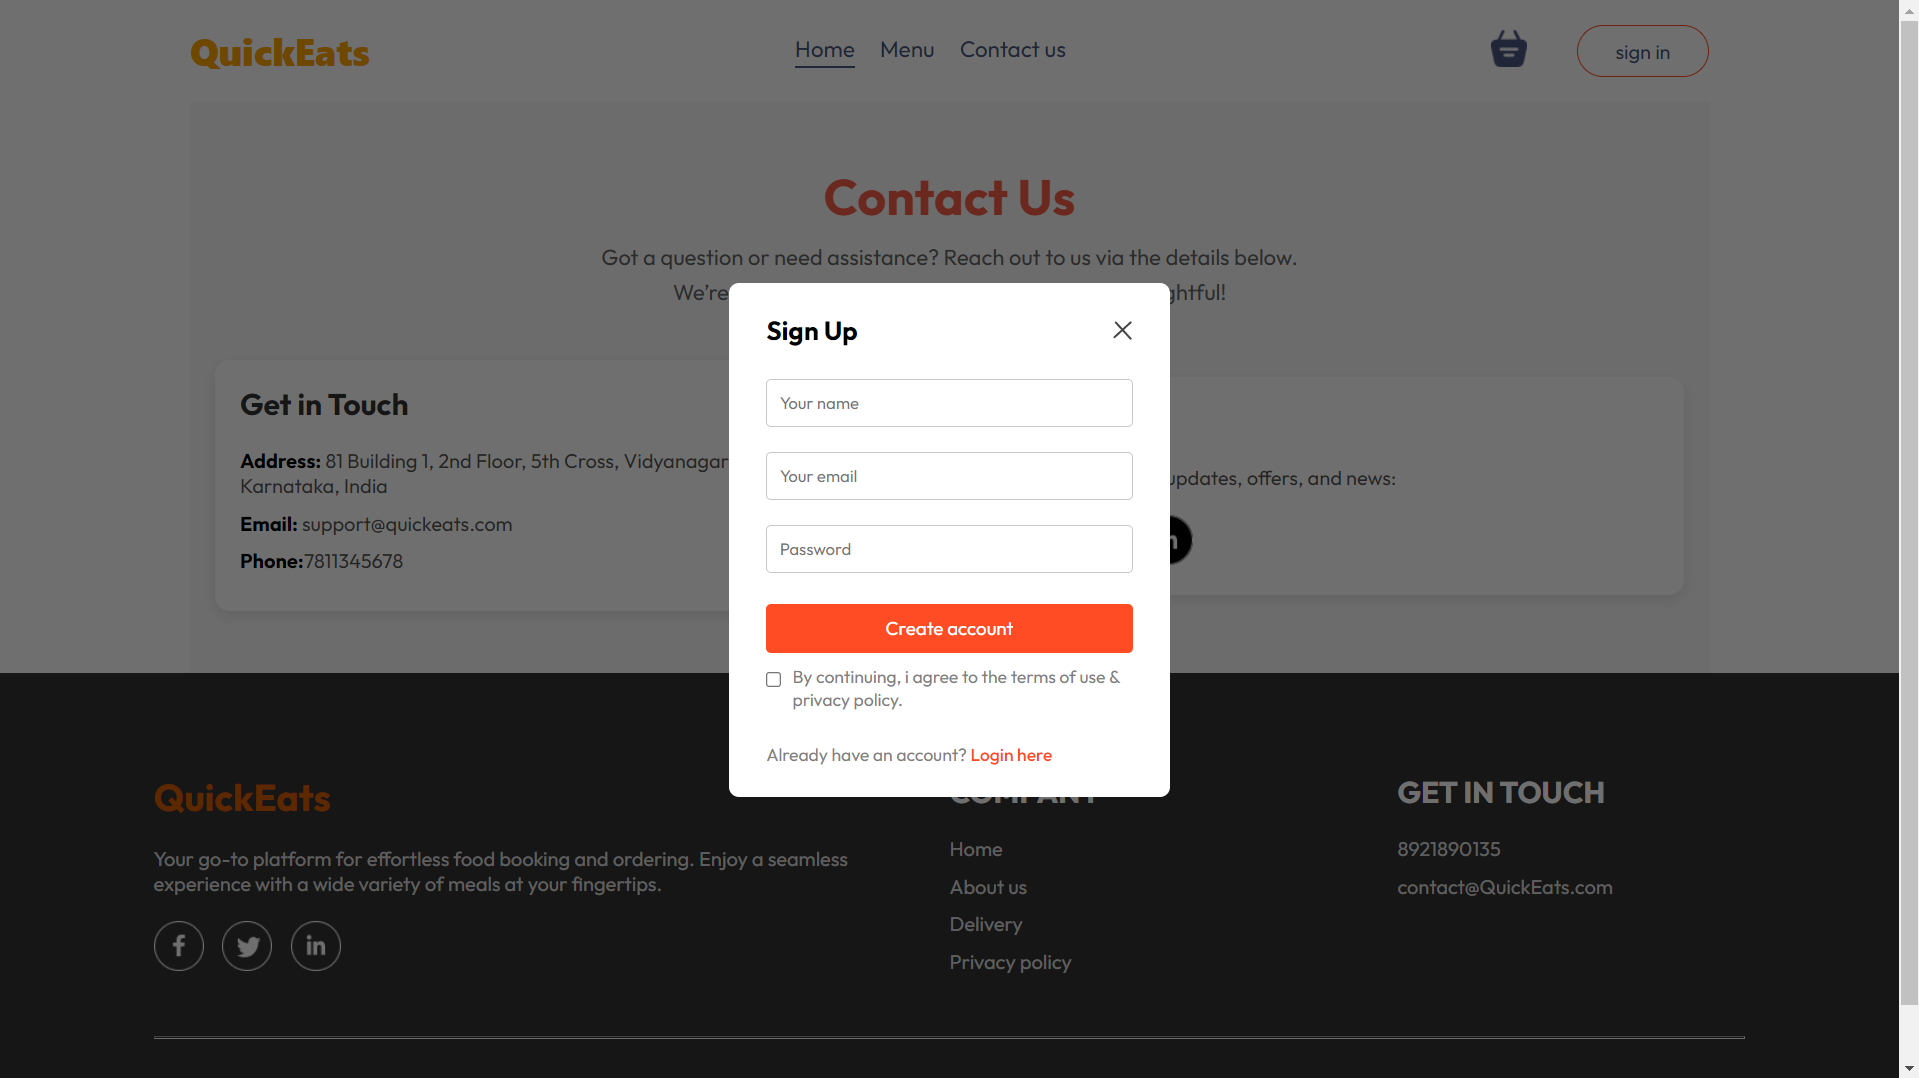 QuickEats
Home Menu Contact us
sign in
Contact Us
Got a question or need assistance? Reach out to us via the details below.
We're
Sign Up
Your name
Your email
Password
Create account
By continuing, i agree to the terms of use &
privacy policy.
Already have an account? Login here
Get in Touch
Address: 81 Building 1, 2nd Floor, 5th Cross, Vidyanagar
Karnataka, India
Email: support@quickeats.com
Phone:7811345678
updates, offers, and news:
QuickEats
Your go-to platform for effortless food booking and ordering. Enjoy a seamless
experience with a wide variety of meals at your fingertips.
COMPANY
Home
About us
Delivery
Privacy policy
GET IN TOUCH
8921890135
contact@QuickEats.com